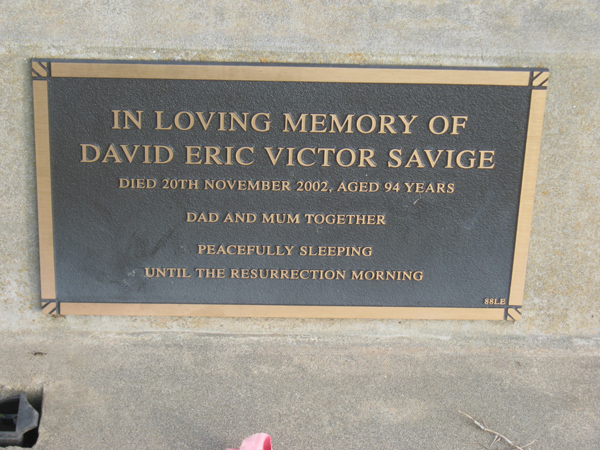 IN LOVING MEMORY OF
DAVID ERIC VICTOR SAVIGE
DIED 20TH NOVEMBER 2002, AGED 94 YEARS
DAD AND MUM TOGETHER
PEACEFULLY SLEEPING
UNTIL THE RESURRECTION MORNING
88LE